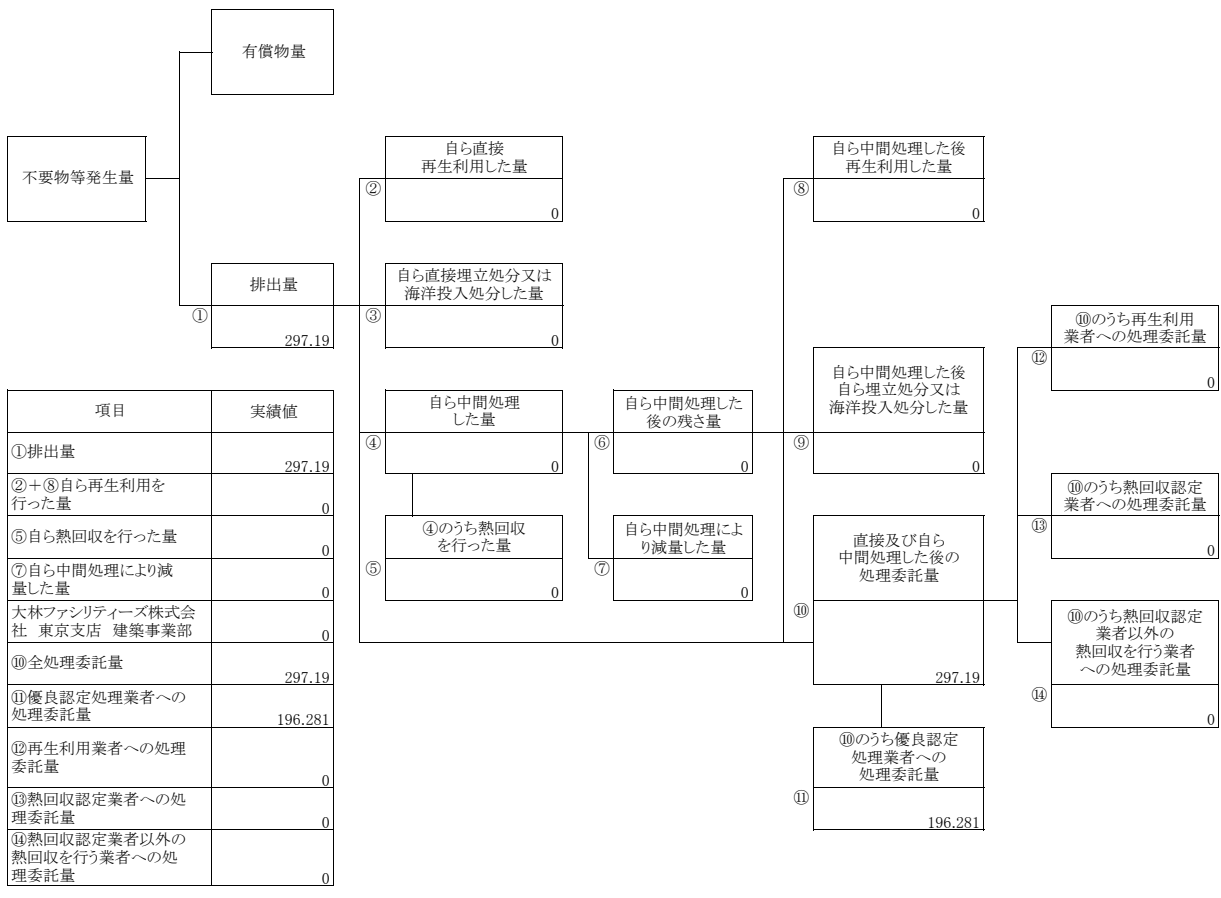 有償物量
不要物等発生量
排出量
①
297.19
自ら直接
再生利用した量
②
0
自ら直接埋立処分又は
海洋投入処分した量
③
0
自ら中間処理
した量
④
0
④のうち熱回収
を行った量
⑤
0
自ら中間処理した
後の残さ量
⑥
0
自ら中間処理によ
り減量した量
⑦
0
自ら中間処理した後
再生利用した量
⑧
0
自ら中間処理した後
自ら埋立処分又は
海洋投入処分した量
⑨
0
直接及び自ら
中間処理した後の
処理委託量
⑩
297.19
⑩のうち優良認定
処理業者への
処理委託量
⑪
196.281
⑩のうち再生利用
業者への処理委託量
⑫
0
⑩のうち熱回収認定
業者への処理委託量
⑬
0
⑩のうち熱回収認定
業者以外の
熱回収を行う業者
への処理委託量
⑭
0
項目 実績値
①排出量
297.19
②+⑧自ら再生利用を
行った量
0
⑤自ら熱回収を行った量
0
⑦自ら中間処理により減
量した量
0
大林ファシリティーズ株式会
社 東京支店 建築事業部
0
⑩全処理委託量
297.19
⑪優良認定処理業者への
処理委託量
196.281
⑫再生利用業者への処理
委託量
0
⑬熱回収認定業者への処
理委託量
0
⑭熱回収認定業者以外の
熱回収を行う業者への処
理委託量
0